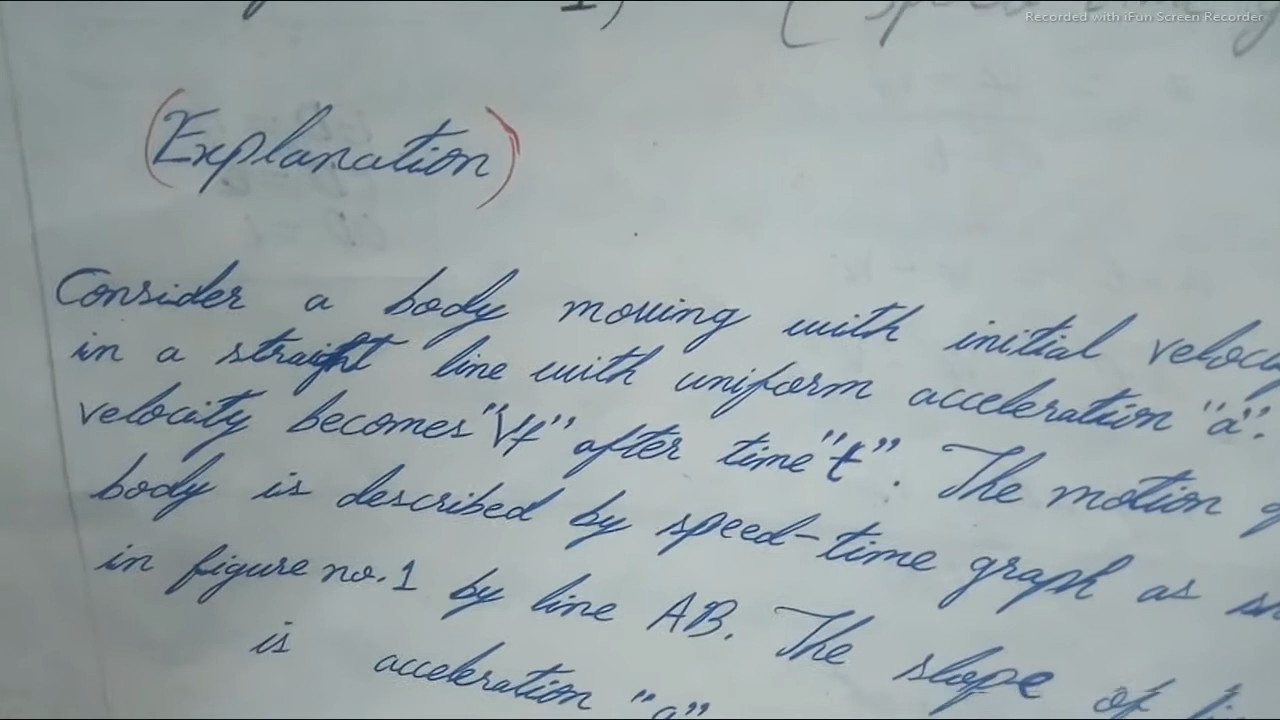 Recorded with iFun Screen Recorder
(Explanation)
Consider a body moving with initial
in a straight line with uniform acceleration "a".
velocity becomes "Vf" after time "t". The motion
body is described by speed-time graph as
in figure no. 1 by line AB. The slope of
is acceleration "a"